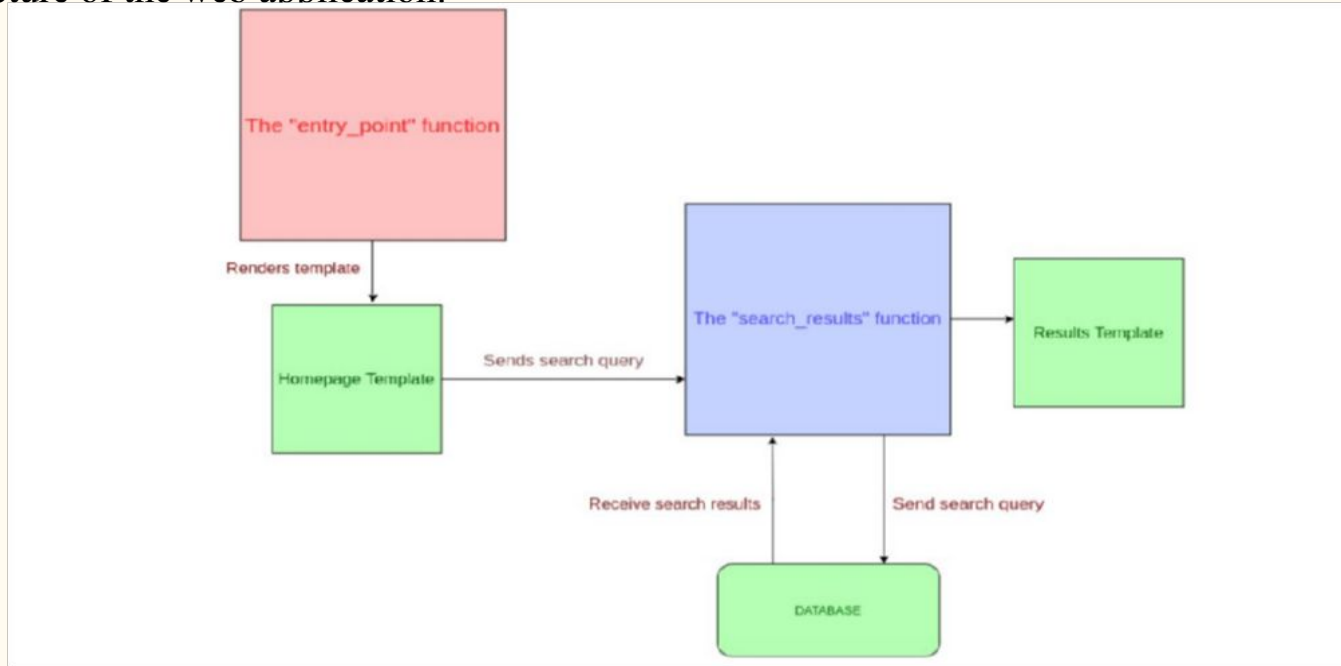 The "entry_point" function
Renders template
Homepage Template
Sends search query
The "search_results" function
Results Template
Receive search results
Send search query
DATABASE